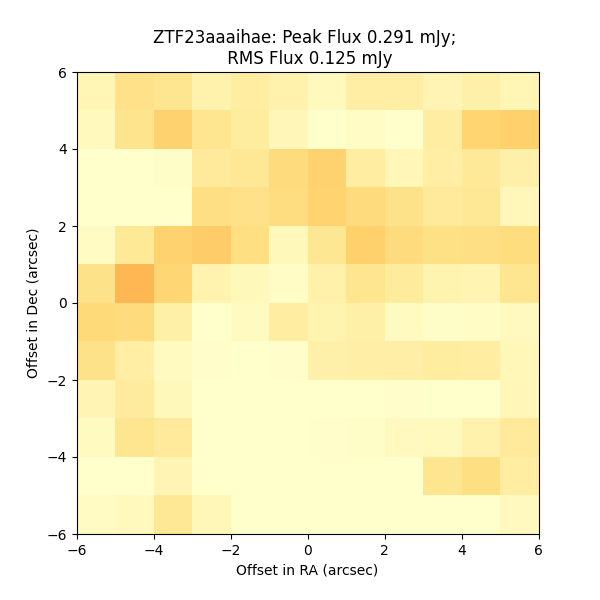 ZTF23aaaihae: Peak Flux 0.291 mJy;
RMS Flux 0.125 mJy
6
4
2
0
−2
−4
−6
Offset in Dec (arcsec)
−6 −4 −2 0 2 4 6
Offset in RA (arcsec)